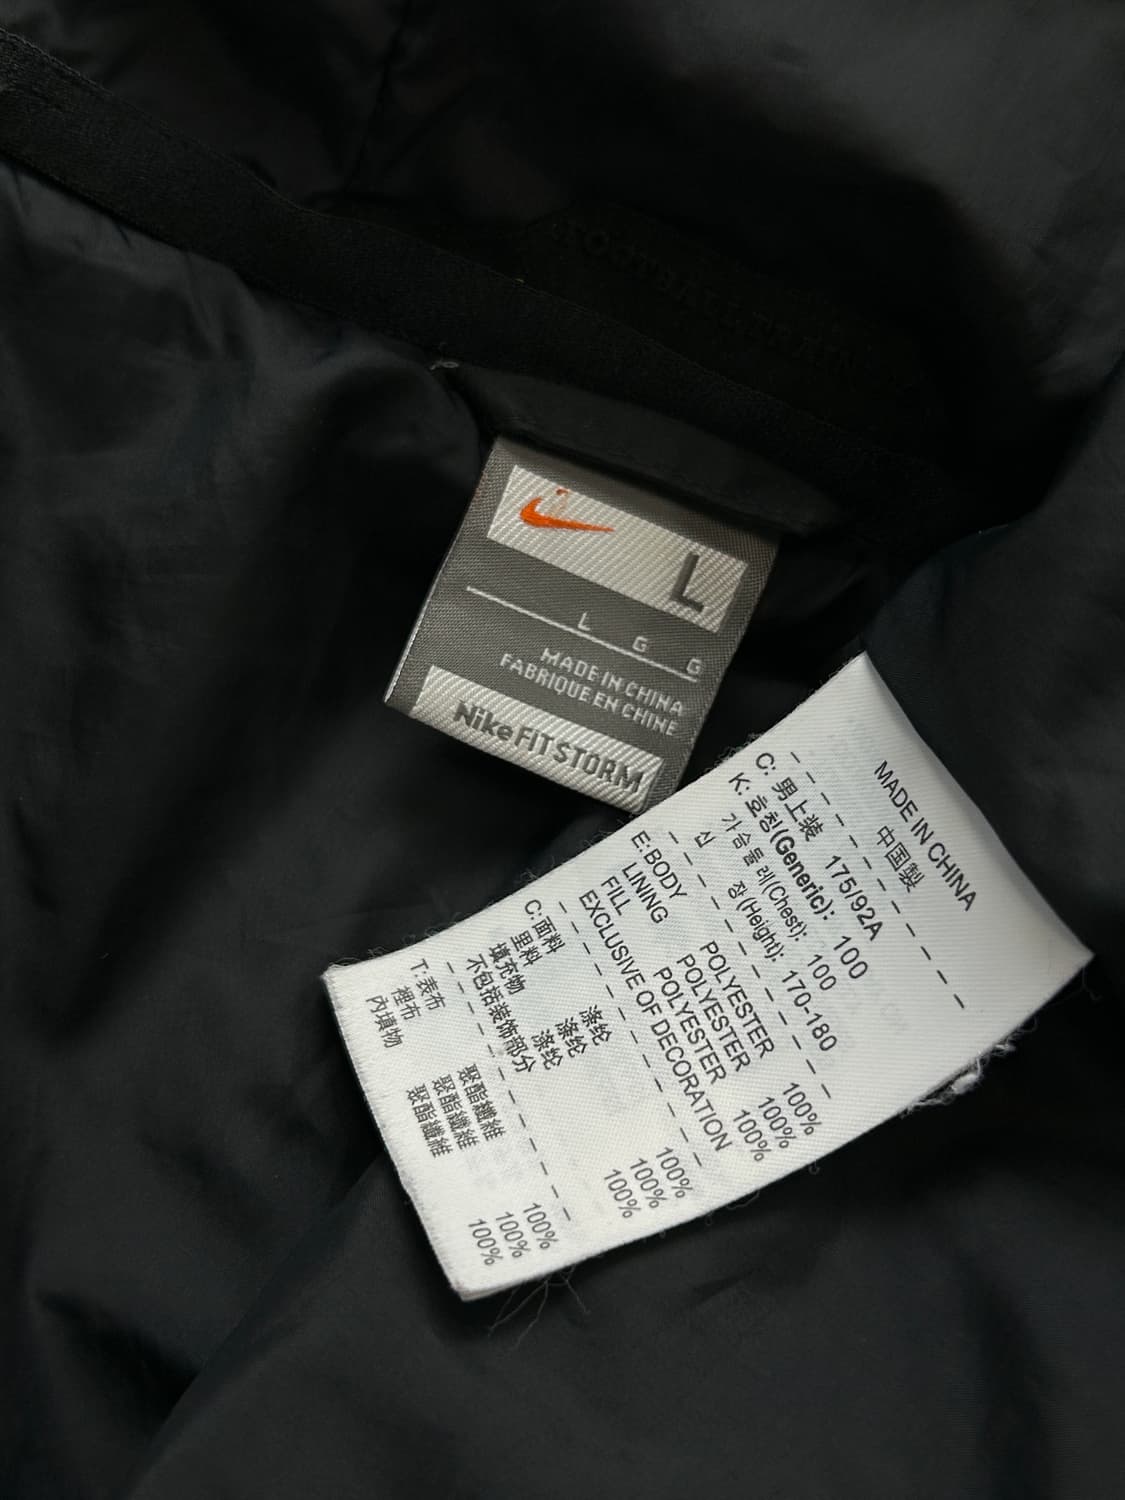 L
L
G
G
MADE IN CHINA
FABRIQUE EN CHINE
Nike FIT STORM
MADE IN CHINA
中国製
C: 男上装 175/92A
K: 호칭(Generic): 100
가슴둘레(Chest): 100
신장(Height): 170-180
E:BODY POLYESTER 100%
LINING POLYESTER 100%
FILL POLYESTER 100%
EXCLUSIVE OF DECORATION
C:面料 涤纶 100%
里料 涤纶 100%
填充物 涤纶 100%
不包括装饰部分
T:表布 聚酯纖維 100%
裡布 聚酯纖維 100%
內填物 聚酯纖維 100%